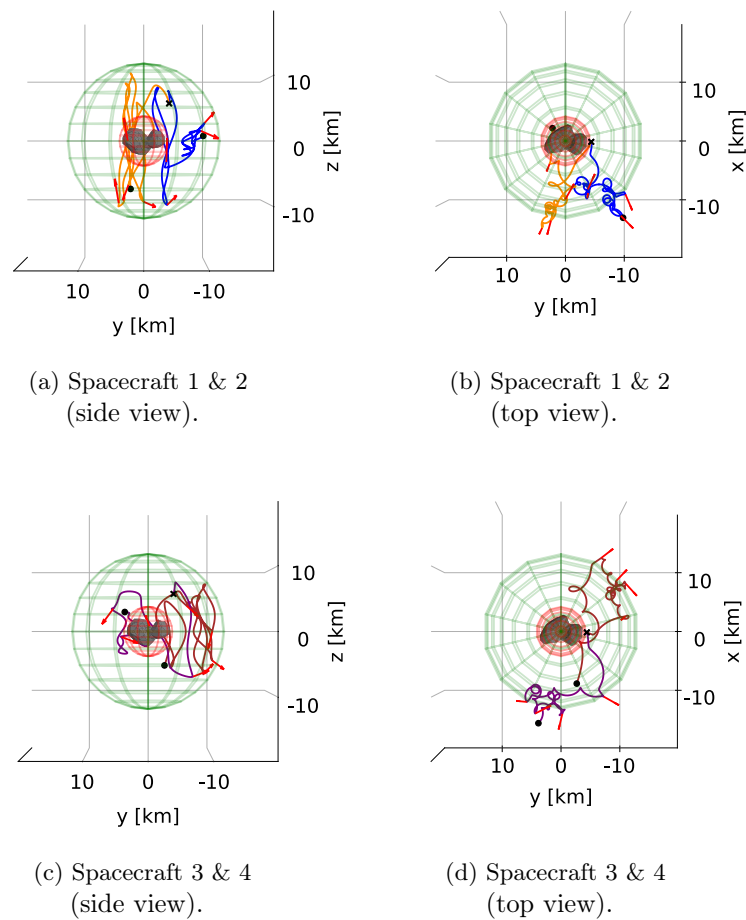 10
0
-10
z [km]
10 0 -10
y [km]
(a) Spacecraft 1 & 2
(side view).
10
0
-10
x [km]
10 0 -10
y [km]
(b) Spacecraft 1 & 2
(top view).
10
0
-10
z [km]
10 0 -10
y [km]
(c) Spacecraft 3 & 4
(side view).
10
0
-10
x [km]
10 0 -10
y [km]
(d) Spacecraft 3 & 4
(top view).